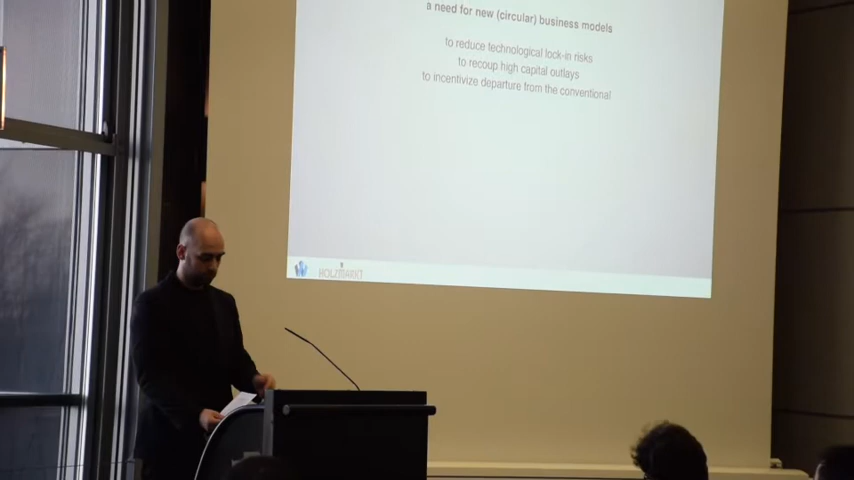 a need for new (circular) business models
to reduce technological lock-in risks
to recoup high capital outlays
to incentivize departure from the conventional
HOLZMARKT